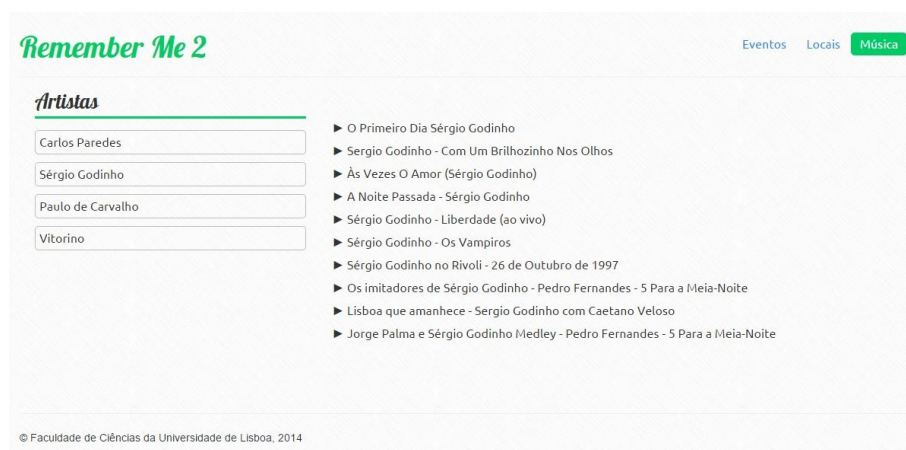 Remember Me 2
Eventos Locais Música
Artistas
Carlos Paredes
Sérgio Godinho
Paulo de Carvalho
Vitorino
► O Primeiro Dia Sérgio Godinho
► Sergio Godinho - Com Um Brilhozinho Nos Olhos
► Às Vezes O Amor (Sérgio Godinho)
► A Noite Passada - Sérgio Godinho
► Sérgio Godinho - Liberdade (ao vivo)
► Sérgio Godinho - Os Vampiros
► Sérgio Godinho no Rivoli - 26 de Outubro de 1997
► Os imitadores de Sérgio Godinho - Pedro Fernandes - 5 Para a Meia-Noite
► Lisboa que amanhece - Sergio Godinho com Caetano Veloso
► Jorge Palma e Sérgio Godinho Medley - Pedro Fernandes - 5 Para a Meia-Noite
© Faculdade de Ciências da Universidade de Lisboa, 2014